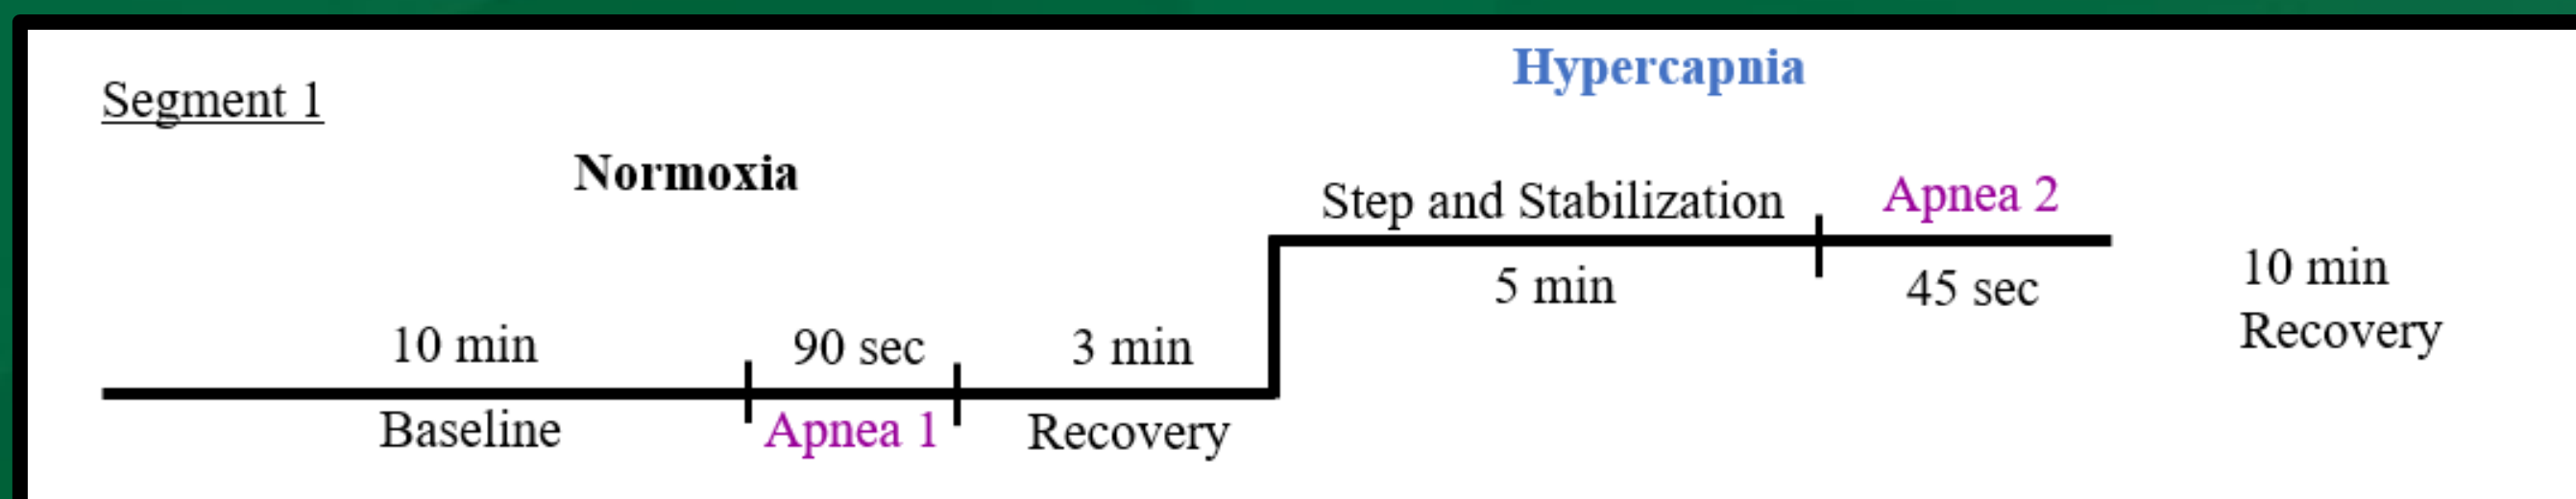 Segment 1
Normoxia
Hypercapnia
10 min
90 sec
3 min
Baseline
Apnea 1
Recovery
Step and Stabilization
Apnea 2
5 min
45 sec
10 min
Recovery